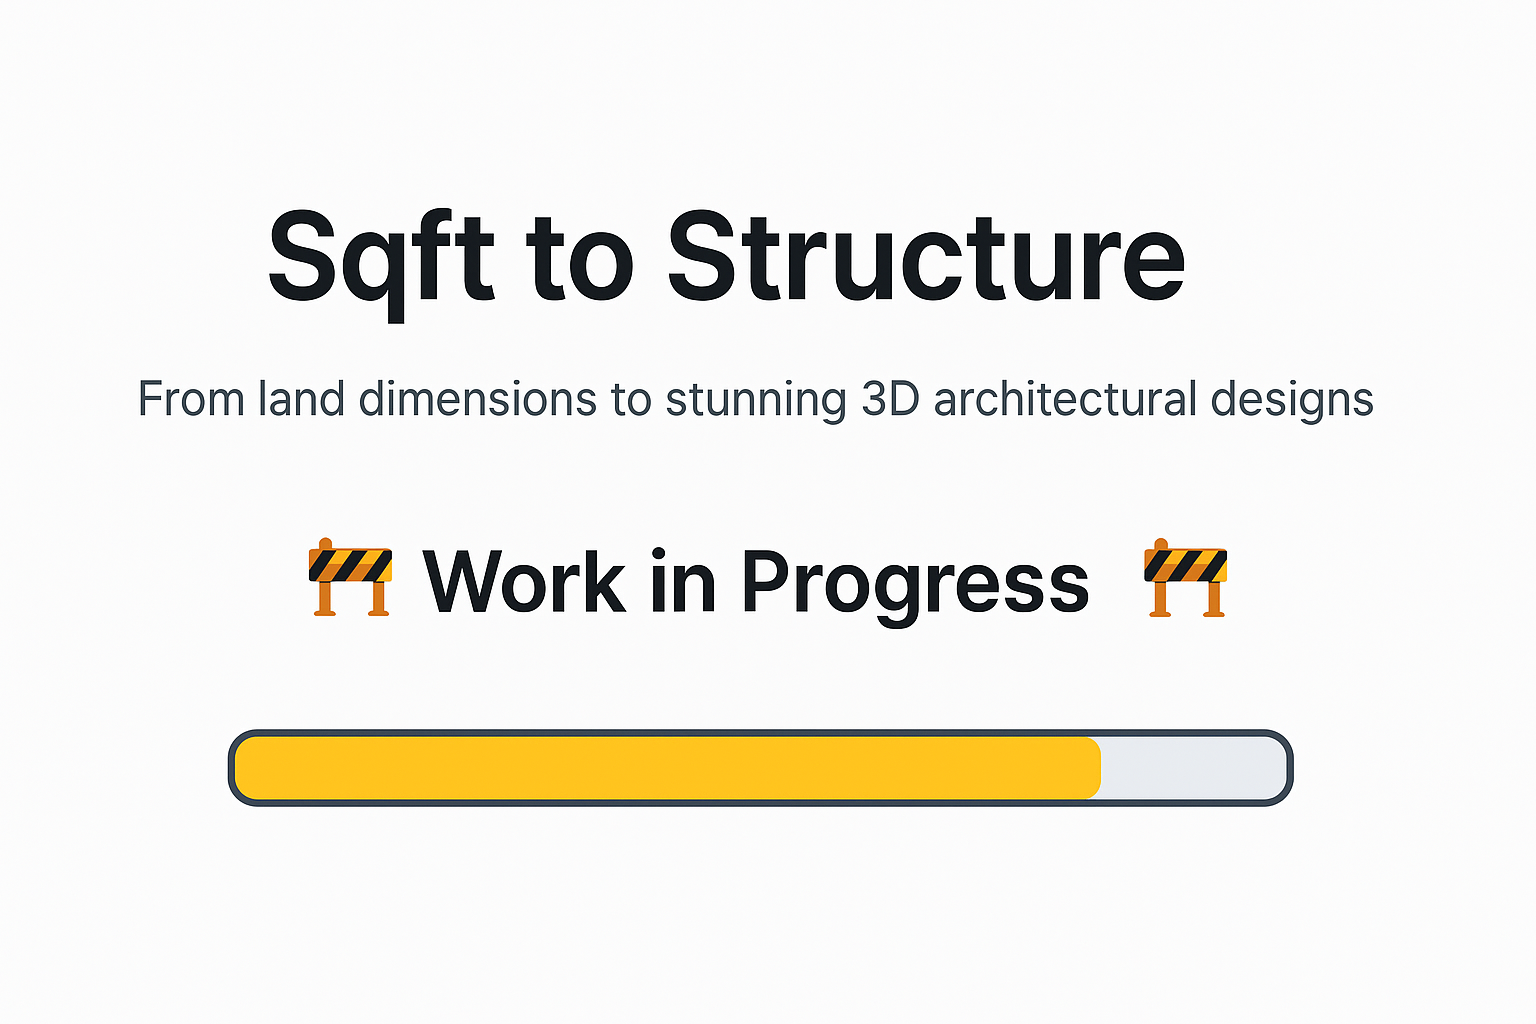 Sqft to Structure
From land dimensions to stunning 3D architectural designs
Work in Progress